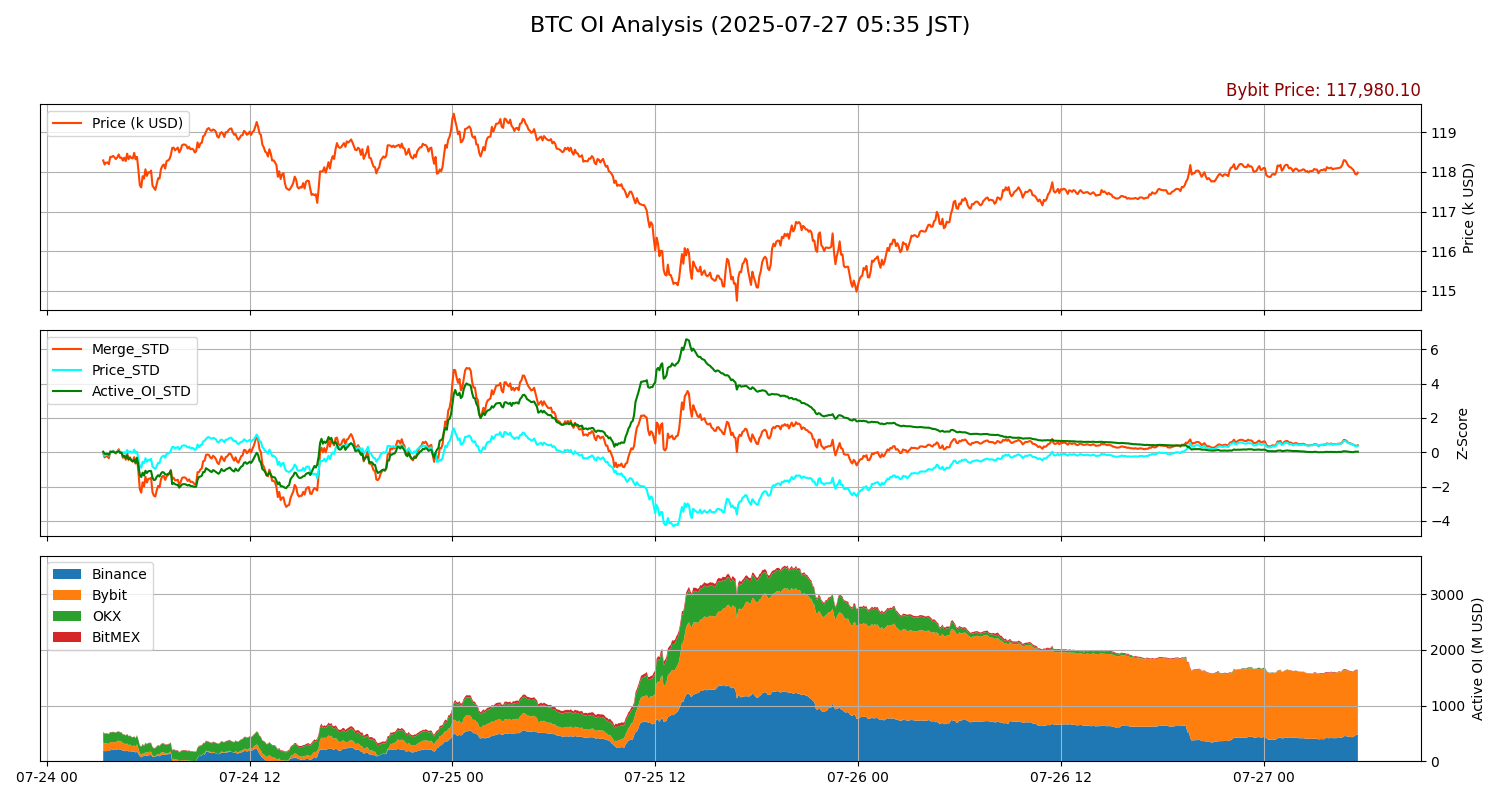 BTC OI Analysis (2025-07-27 05:35 JST)
Bybit Price: 117,980.10
Price (k USD)
119
118
117
116
115
Price (k USD)
Merge_STD
Price_STD
Active_OI_STD
6
4
2
0
−2
−4
Z-Score
Binance
Bybit
OKX
BitMEX
3000
2000
1000
0
Active OI (M USD)
07-24 00
07-24 12
07-25 00
07-25 12
07-26 00
07-26 12
07-27 00